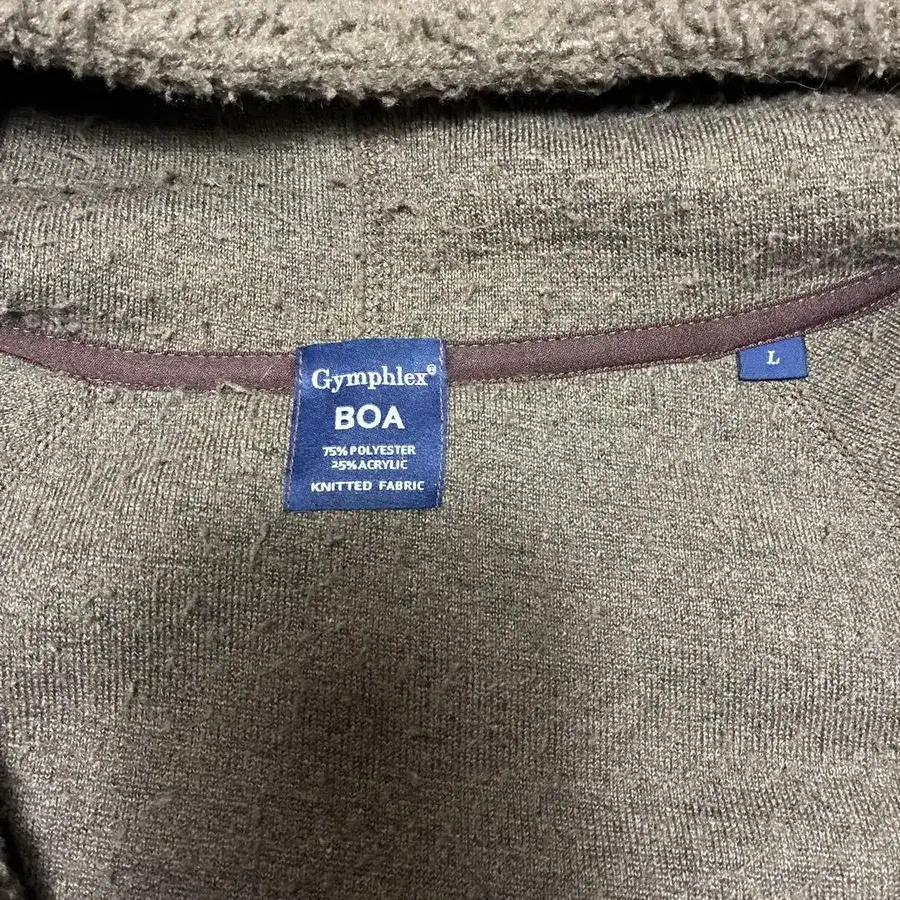 Gymphlex®
BOA
75% POLYESTER
25% ACRYLIC
KNITTED FABRIC
L